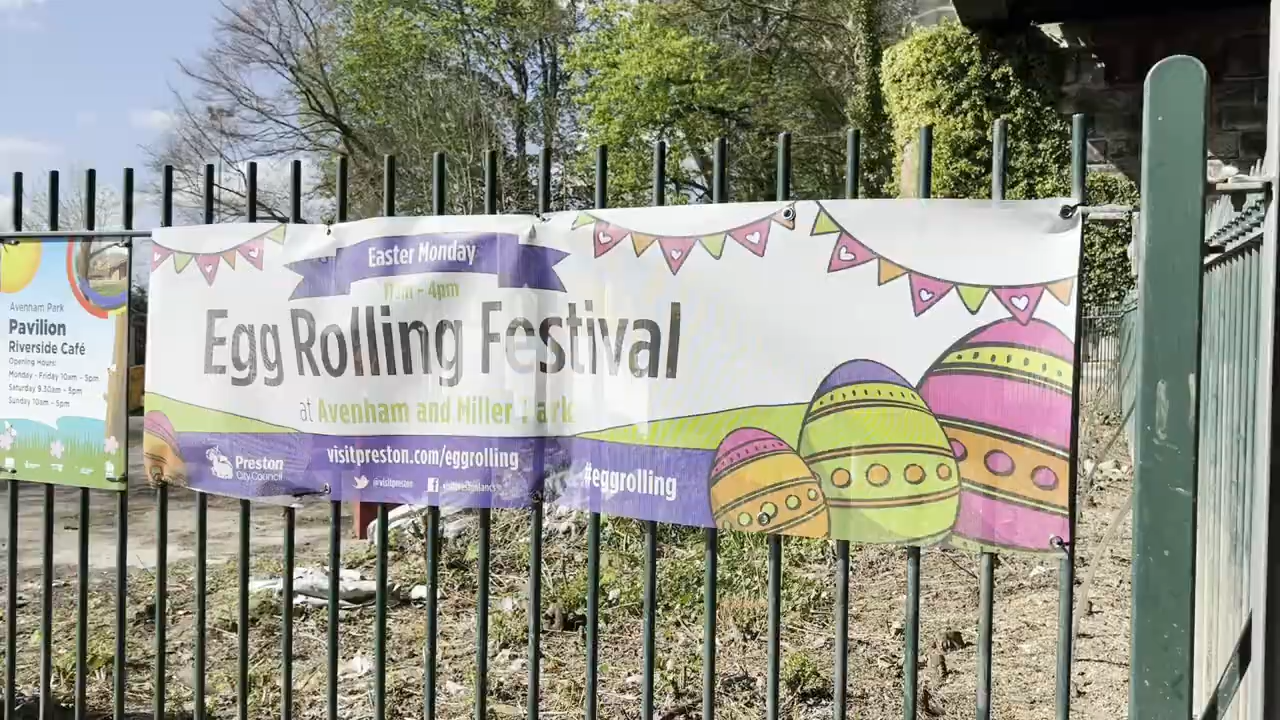 Avenham Park
Pavilion
Riverside Café
Opening Hours:
Monday - Friday 10am - 5pm
Saturday 9.30am - 5pm
Sunday 10am - 5pm
Easter Monday
11am - 4pm
Egg Rolling Festival
at Avenham and Miller Park
Preston
City Council
visitpreston.com/eggrolling
@visitpreston
#eggrolling